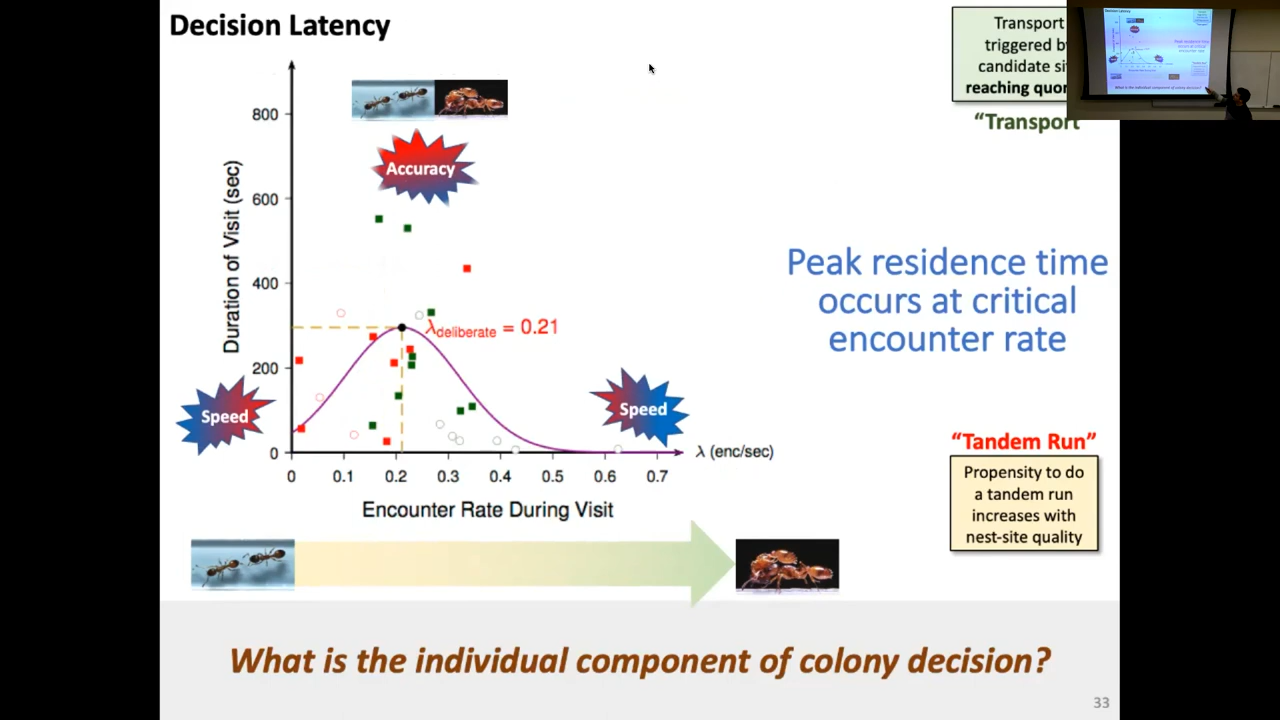 Decision Latency
Transport
triggered by
candidate si
reaching quor
"Transport"
Accuracy
Duration of Visit (sec)
800
600
400
200
0
λdeliberate = 0.21
Speed
Speed
λ (enc/sec)
0 0.1 0.2 0.3 0.4 0.5 0.6 0.7
Encounter Rate During Visit
Peak residence time
occurs at critical
encounter rate
"Tandem Run"
Propensity to do
a tandem run
increases with
nest-site quality
What is the individual component of colony decision?
33